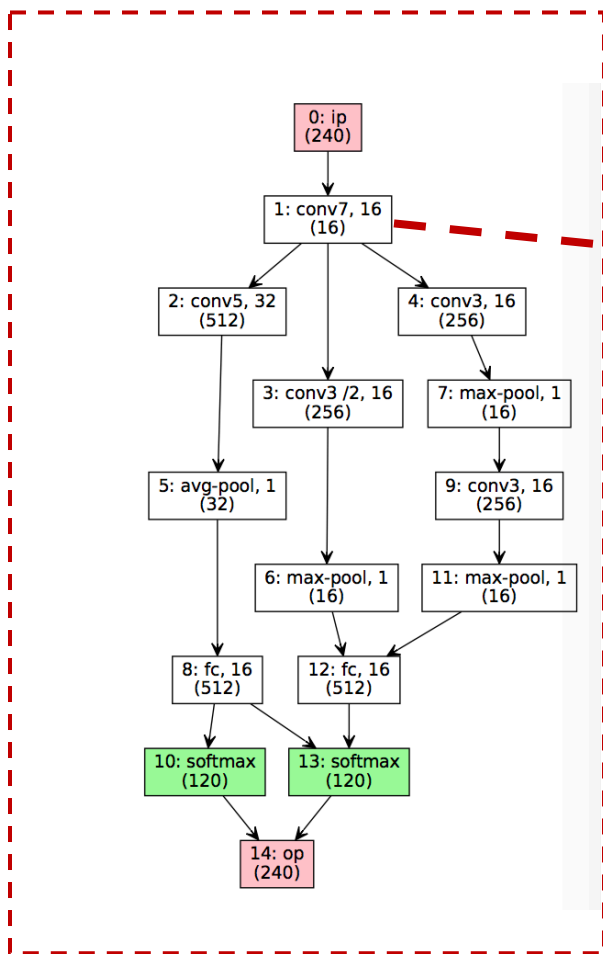 0: ip
(240)
1: conv7, 16
(16)
2: conv5, 32
(512)
4: conv3, 16
(256)
3: conv3 /2, 16
(256)
7: max-pool, 1
(16)
5: avg-pool, 1
(32)
9: conv3, 16
(256)
6: max-pool, 1
(16)
11: max-pool, 1
(16)
8: fc, 16
(512)
12: fc, 16
(512)
10: softmax
(120)
13: softmax
(120)
14: op
(240)